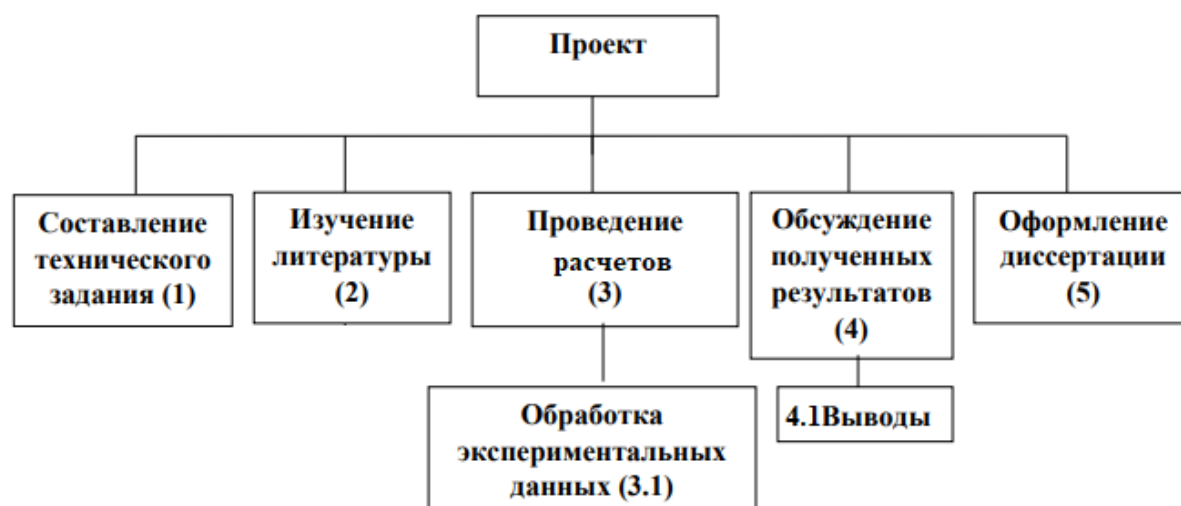 Проект
Составление
технического
задания (1)
Изучение
литературы
(2)
Проведение
расчетов
(3)
Обсуждение
полученных
результатов
(4)
Оформление
диссертации
(5)
Обработка
экспериментальных
данных (3.1)
4.1Выводы